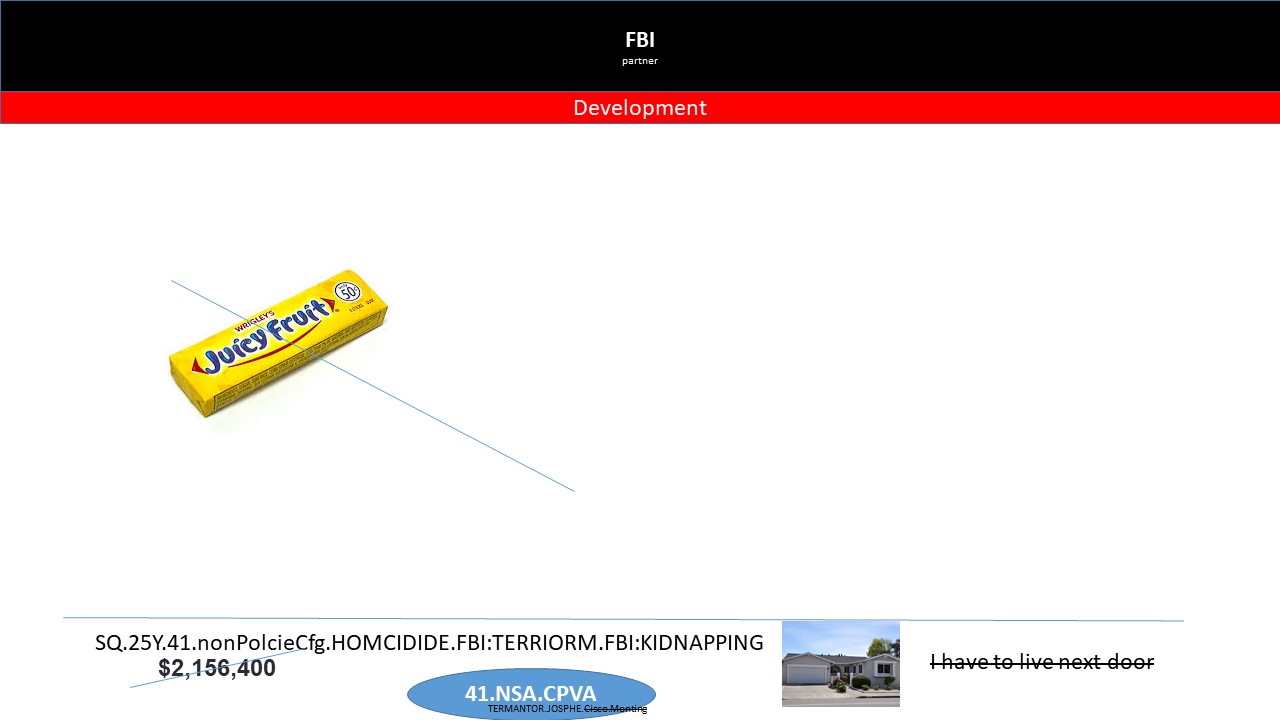 FBI
partner
Development
WRIGLEY'S
Juicy Fruit
50¢
SQ.25Y.41.nonPolcieCfg.HOMCIDIDE.FBI:TERRIORM.FBI:KIDNAPPING
$2,156,400
I have to live next door
41.NSA.CPVA
TERMANTOR.JOSPHE.Cisco.Monting